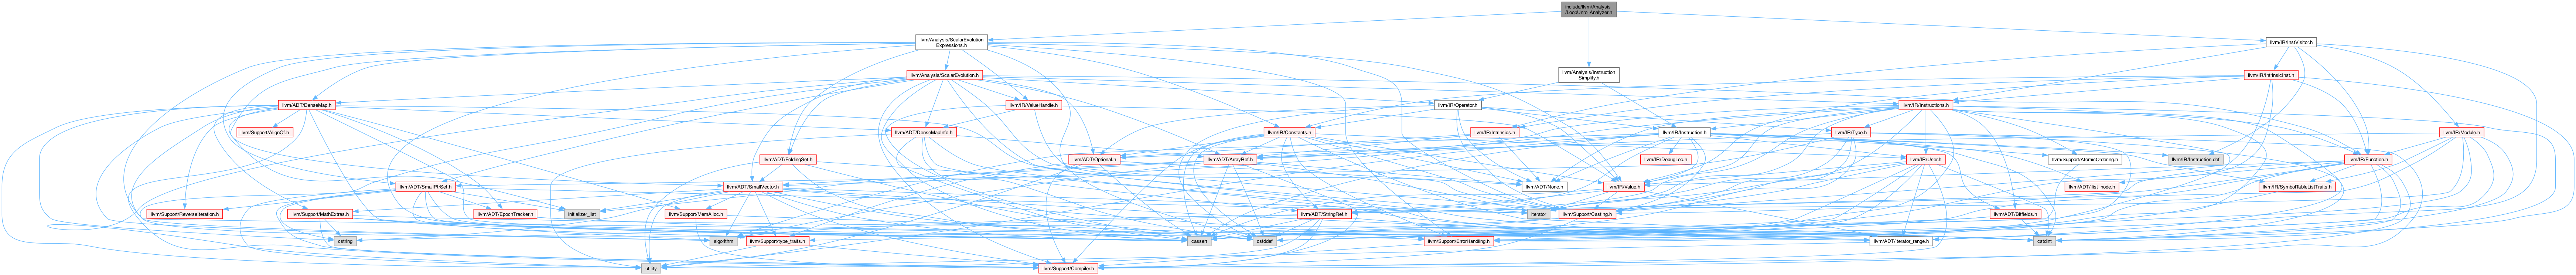 include/llvm/Analysis
/LoopUnrollAnalyzer.h
llvm/Analysis/ScalarEvolution
Expressions.h
llvm/IR/InstVisitor.h
llvm/Analysis/ScalarEvolution.h
llvm/Analysis/Instruction
Simplify.h
llvm/IR/IntrinsicInst.h
llvm/ADT/DenseMap.h
llvm/IR/ValueHandle.h
llvm/IR/Operator.h
llvm/IR/Instructions.h
llvm/Support/AlignOf.h
llvm/ADT/DenseMapInfo.h
llvm/IR/Constants.h
llvm/IR/Intrinsics.h
llvm/IR/Instruction.h
llvm/IR/Type.h
llvm/IR/Module.h
llvm/ADT/FoldingSet.h
llvm/ADT/Optional.h
llvm/ADT/ArrayRef.h
llvm/IR/DebugLoc.h
llvm/IR/User.h
llvm/Support/AtomicOrdering.h
llvm/IR/Instruction.def
llvm/IR/Function.h
llvm/ADT/SmallPtrSet.h
llvm/ADT/SmallVector.h
llvm/ADT/None.h
llvm/IR/Value.h
llvm/ADT/ilist_node.h
llvm/IR/SymbolTableListTraits.h
llvm/Support/ReverseIteration.h
llvm/Support/MathExtras.h
llvm/ADT/EpochTracker.h
initializer_list
llvm/Support/MemAlloc.h
llvm/ADT/StringRef.h
iterator
llvm/Support/Casting.h
llvm/ADT/Bitfields.h
cstring
algorithm
llvm/Support/type_traits.h
cassert
cstddef
llvm/Support/ErrorHandling.h
llvm/ADT/iterator_range.h
cstdint
utility
llvm/Support/Compiler.h